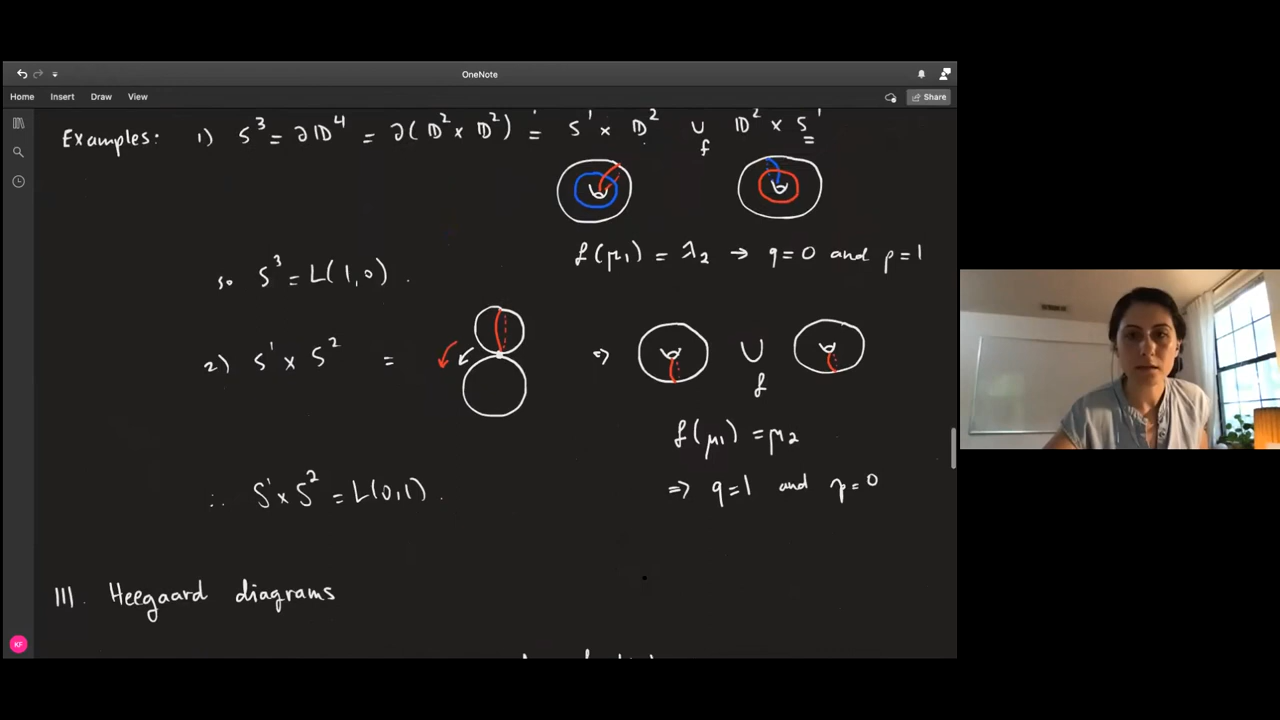 OneNote
Home Insert Draw View Share
Examples: 1) S³ = ∂D⁴ = ∂(D² × D²) = S¹ × D² ∪ D² × S¹
f
f(μ₁) = λ₂ → q=0 and p=1
so S³ = L(1,0).
2) S¹ × S² = ⇒ ∪
f
f(μ₁) = μ₂
⇒ q=1 and p=0
∴ S¹ × S² = L(0,1).
III. Heegaard diagrams
KF